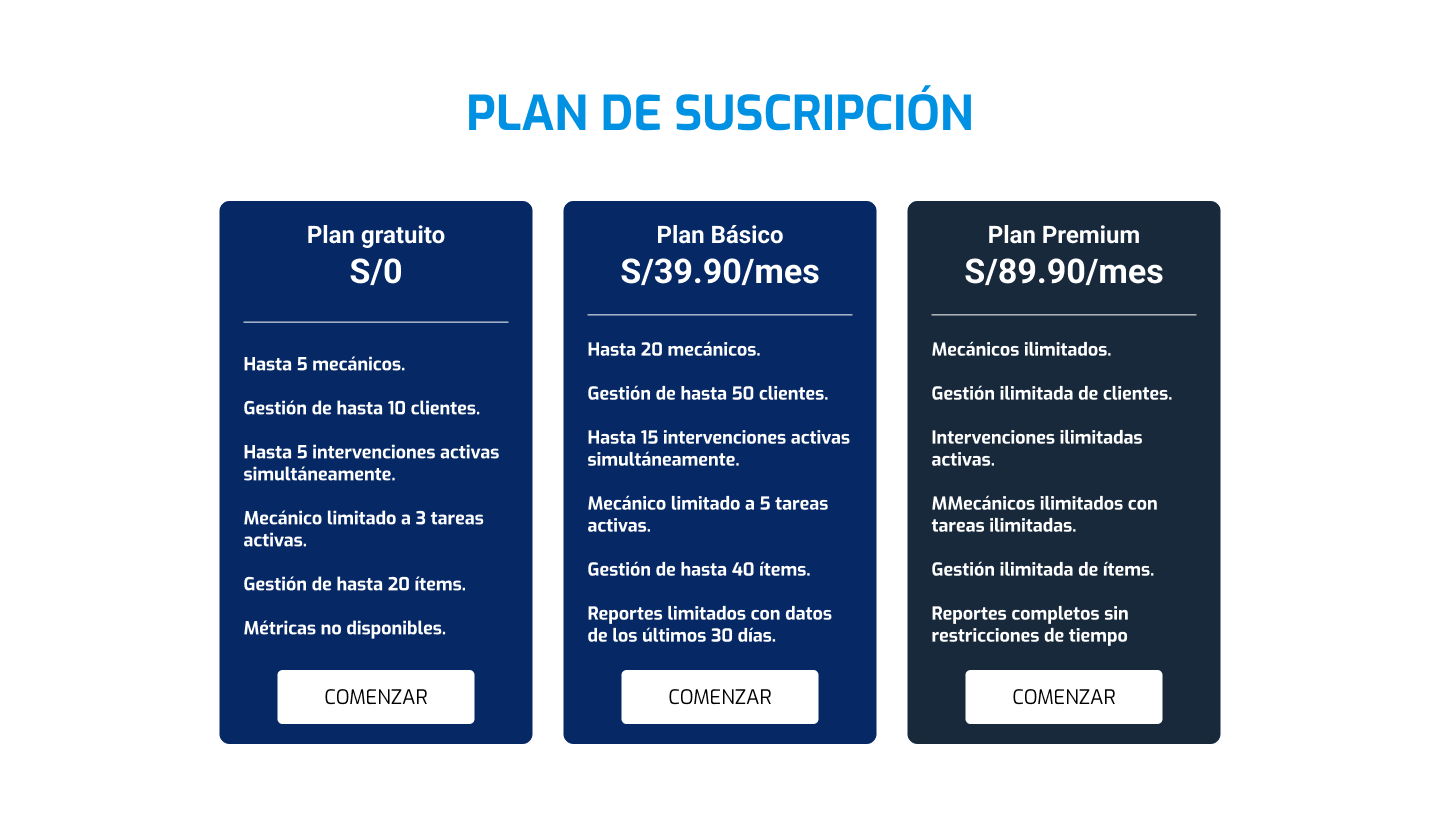 PLAN DE SUSCRIPCIÓN
Plan gratuito
S/0
Hasta 5 mecánicos.
Gestión de hasta 10 clientes.
Hasta 5 intervenciones activas
simultáneamente.
Mecánico limitado a 3 tareas
activas.
Gestión de hasta 20 ítems.
Métricas no disponibles.
COMENZAR
Plan Básico
S/39.90/mes
Hasta 20 mecánicos.
Gestión de hasta 50 clientes.
Hasta 15 intervenciones activas
simultáneamente.
Mecánico limitado a 5 tareas
activas.
Gestión de hasta 40 ítems.
Reportes limitados con datos
de los últimos 30 días.
COMENZAR
Plan Premium
S/89.90/mes
Mecánicos ilimitados.
Gestión ilimitada de clientes.
Intervenciones ilimitadas
activas.
MMecánicos ilimitados con
tareas ilimitadas.
Gestión ilimitada de ítems.
Reportes completos sin
restricciones de tiempo
COMENZAR